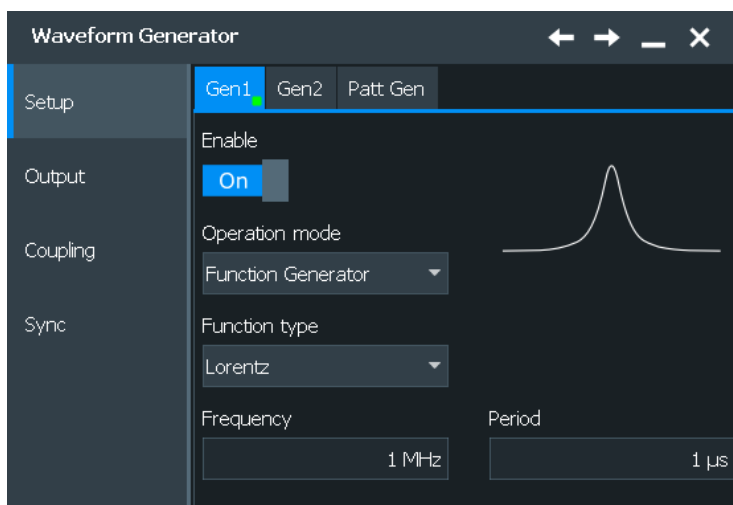 Waveform Generator
Setup
Output
Coupling
Sync
Gen1 Gen2 Patt Gen
Enable
On
Operation mode
Function Generator
Function type
Lorentz
Frequency Period
1 MHz 1 µs